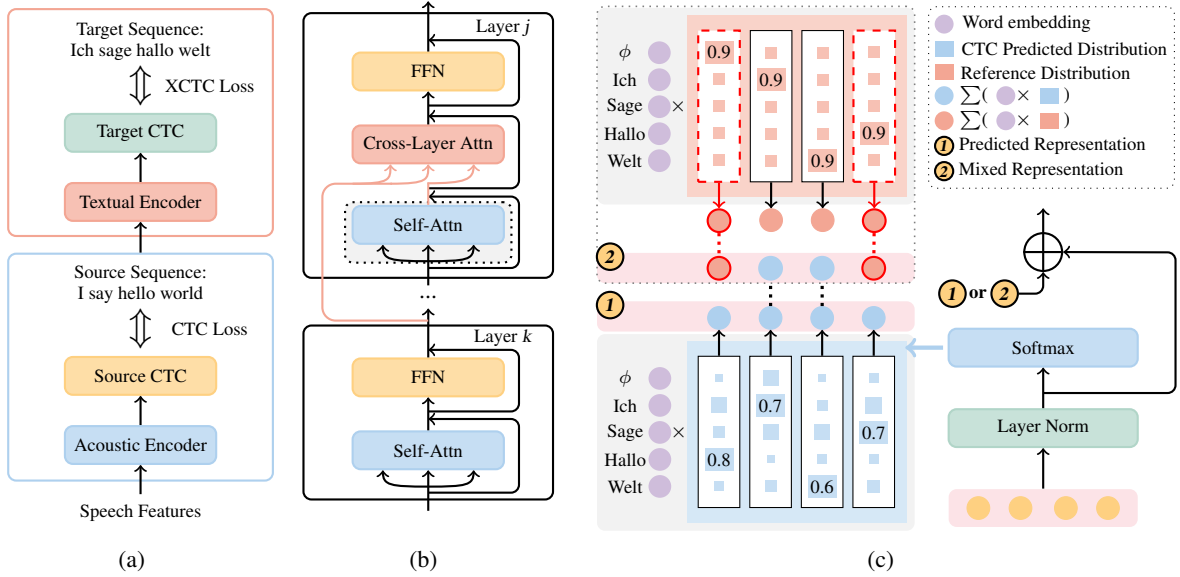 Target Sequence:
Ich sage hallo welt
XCTC Loss
Target CTC
Textual Encoder
Source Sequence:
I say hello world
CTC Loss
Source CTC
Acoustic Encoder
Speech Features
(a)
Layer j
FFN
Cross-Layer Attn
Self-Attn
...
Layer k
FFN
Self-Attn
(b)
ϕ
Ich
Sage
×
Hallo
Welt
0.9
0.9
0.9
0.9
2
1
ϕ
Ich
Sage
×
Hallo
Welt
0.8
0.7
0.6
0.7
Word embedding
CTC Predicted Distribution
Reference Distribution
∑( × )
∑( × )
1 Predicted Representation
2 Mixed Representation
1 or 2
Softmax
Layer Norm
(c)